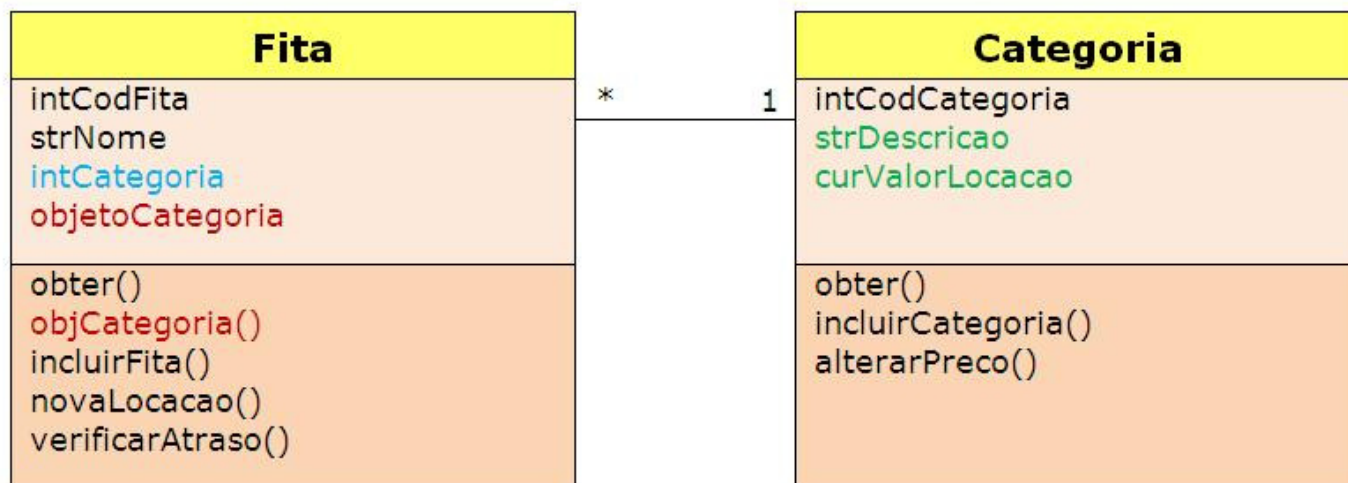 Fita
intCodFita
strNome
intCategoria
objetoCategoria
obter()
objCategoria()
incluirFita()
novaLocacao()
verificarAtraso()
* 1
Categoria
intCodCategoria
strDescricao
curValorLocacao
obter()
incluirCategoria()
alterarPreco()